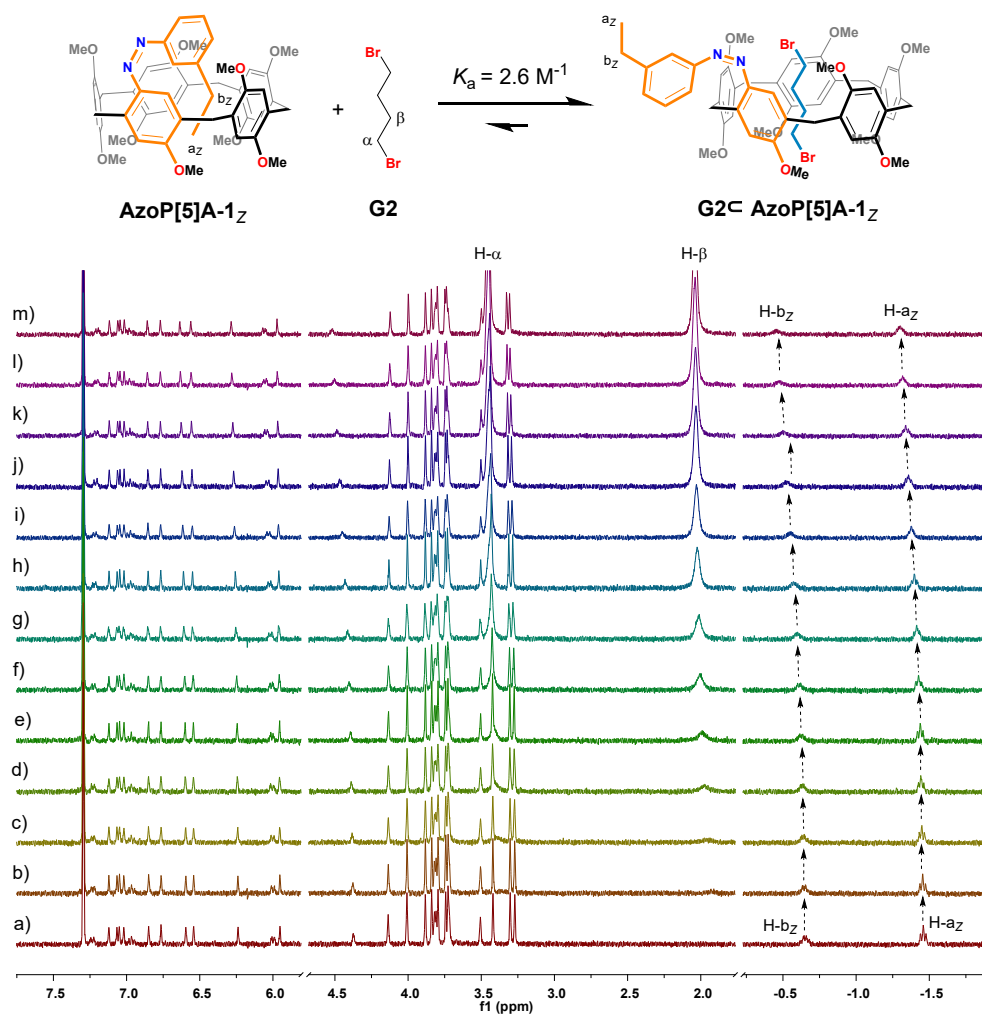 MeO OMe N N OMe MeO b_Z OMe MeO MeO OMe a_Z OMe OMe
Br β α Br
+
K_a = 2.6 M⁻¹
a_Z b_Z OMe N N Br OMe OMe MeO OMe MeO MeO Br OMe OMe OMe
AzoP[5]A-1_Z G2 G2⊂ AzoP[5]A-1_Z
H-α H-β
m) H-b_Z H-a_Z
l)
k)
j)
i)
h)
g)
f)
e)
d)
c)
b)
a) H-b_Z H-a_Z
7.5 7.0 6.5 6.0 4.5 4.0 3.5 3.0 2.5 2.0 -0.5 -1.0 -1.5
f1 (ppm)